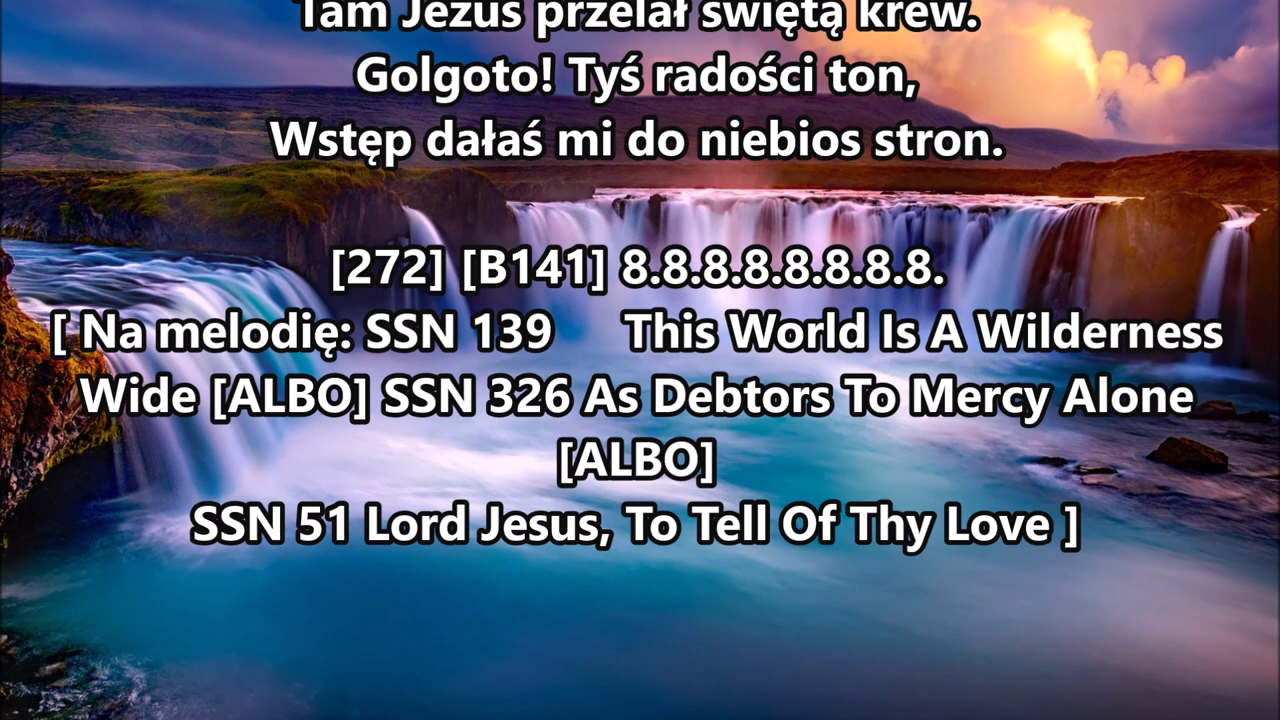 Tam Jezus przelał świętą krew.
Golgoto! Tyś radości ton,
Wstęp dałaś mi do niebios stron.
[272] [B141] 8.8.8.8.8.8.8.8.
[ Na melodię: SSN 139 This World Is A Wilderness
Wide [ALBO] SSN 326 As Debtors To Mercy Alone
[ALBO]
SSN 51 Lord Jesus, To Tell Of Thy Love ]